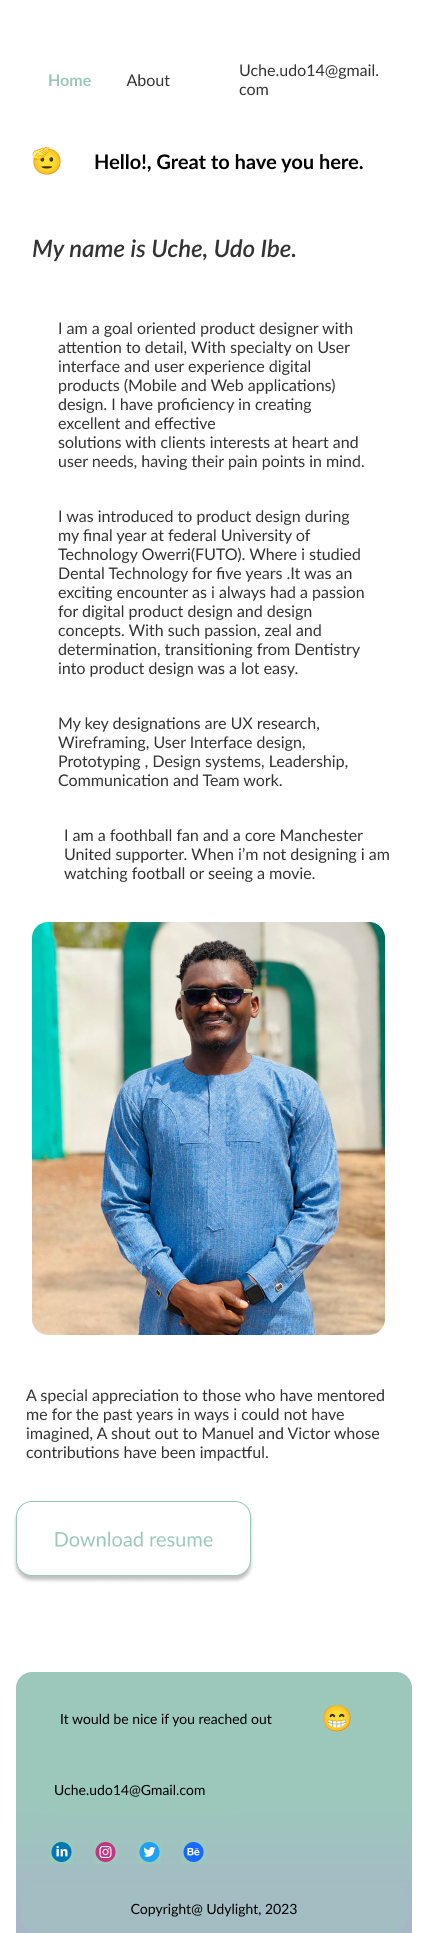 Home About Uche.udo14@gmail.
com
Hello!, Great to have you here.
My name is Uche, Udo Ibe.
I am a goal oriented product designer with
attention to detail, With specialty on User
interface and user experience digital
products (Mobile and Web applications)
design. I have proficiency in creating
excellent and effective
solutions with clients interests at heart and
user needs, having their pain points in mind.
I was introduced to product design during
my final year at federal University of
Technology Owerri(FUTO). Where i studied
Dental Technology for five years .It was an
exciting encounter as i always had a passion
for digital product design and design
concepts. With such passion, zeal and
determination, transitioning from Dentistry
into product design was a lot easy.
My key designations are UX research,
Wireframing, User Interface design,
Prototyping , Design systems, Leadership,
Communication and Team work.
I am a foothball fan and a core Manchester
United supporter. When i’m not designing i am
watching football or seeing a movie.
A special appreciation to those who have mentored
me for the past years in ways i could not have
imagined, A shout out to Manuel and Victor whose
contributions have been impactful.
Download resume
It would be nice if you reached out
Uche.udo14@Gmail.com
in Bē
Copyright@ Udylight, 2023